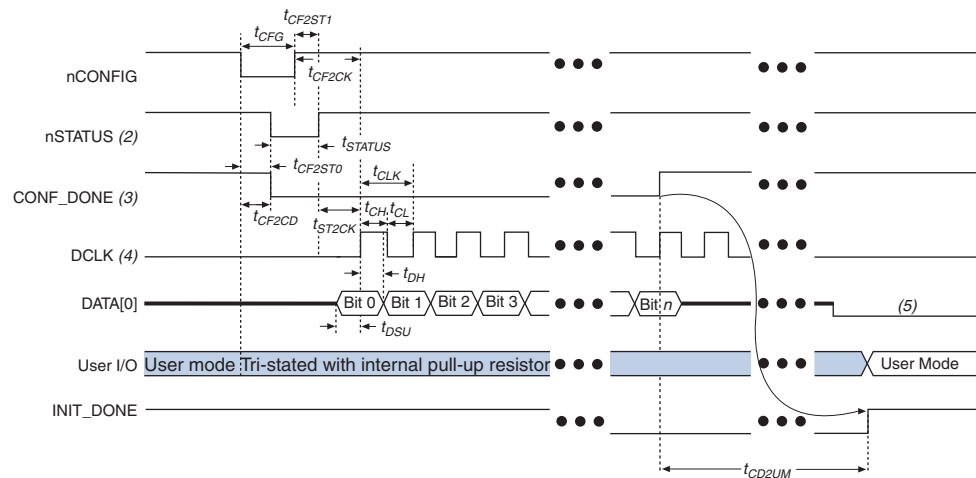 tCF2ST1
tCFG
nCONFIG
tCF2CK
nSTATUS (2)
tSTATUS
tCF2ST0
tCLK
CONF_DONE (3)
tCF2CD
tST2CK
tCH
tCL
DCLK (4)
tDH
DATA[0]
Bit 0
Bit 1
Bit 2
Bit 3
Bit n
(5)
tDSU
User I/O
User mode
Tri-stated with internal pull-up resistor
User Mode
INIT_DONE
tCD2UM